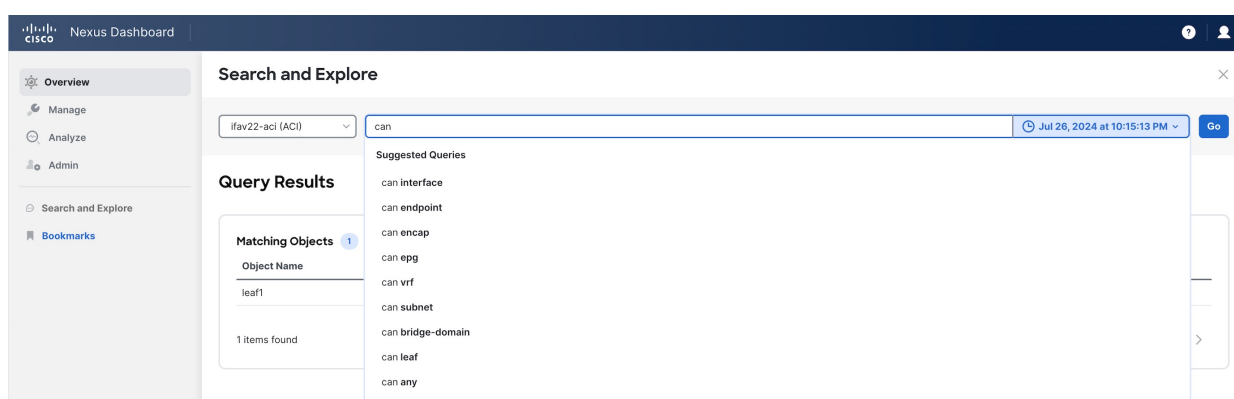 CISCO Nexus Dashboard
Overview
Manage
Analyze
Admin
Search and Explore
Bookmarks
Search and Explore
ifav22-aci (ACI)
can
Jul 26, 2024 at 10:15:13 PM
Go
Suggested Queries
can interface
can endpoint
can encap
can epg
can vrf
can subnet
can bridge-domain
can leaf
can any
Query Results
Matching Objects 1
Object Name
leaf1
1 items found